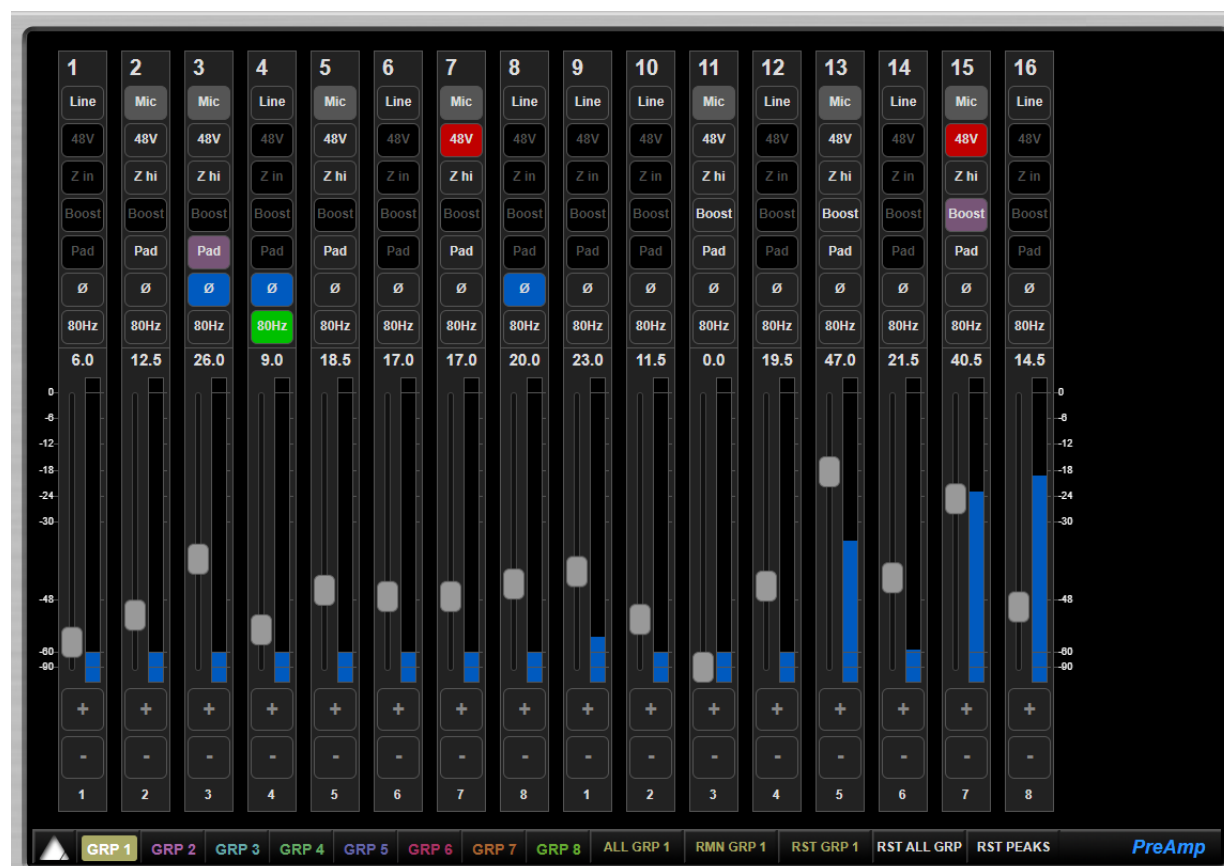 1 2 3 4 5 6 7 8 9 10 11 12 13 14 15 16
Line Mic Mic Line Mic Line Mic Line Line Line Mic Line Mic Line Mic Line
48V 48V 48V 48V 48V 48V 48V 48V 48V 48V 48V 48V 48V 48V 48V 48V
Z in Z hi Z hi Z in Z hi Z in Z hi Z in Z in Z in Z hi Z in Z hi Z in Z hi Z in
Boost Boost Boost Boost Boost Boost Boost Boost Boost Boost Boost Boost Boost Boost Boost Boost
Pad Pad Pad Pad Pad Pad Pad Pad Pad Pad Pad Pad Pad Pad Pad Pad
Ø Ø Ø Ø Ø Ø Ø Ø Ø Ø Ø Ø Ø Ø Ø Ø
80Hz 80Hz 80Hz 80Hz 80Hz 80Hz 80Hz 80Hz 80Hz 80Hz 80Hz 80Hz 80Hz 80Hz 80Hz 80Hz
6.0 12.5 26.0 9.0 18.5 17.0 17.0 20.0 23.0 11.5 0.0 19.5 47.0 21.5 40.5 14.5
0 0
-6 -6
-12 -12
-18 -18
-24 -24
-30 -30
-48 -48
-60 -60
-90 -90
+ + + + + + + + + + + + + + + +
- - - - - - - - - - - - - - - -
1 2 3 4 5 6 7 8 1 2 3 4 5 6 7 8
GRP 1 GRP 2 GRP 3 GRP 4 GRP 5 GRP 6 GRP 7 GRP 8 ALL GRP 1 RMN GRP 1 RST GRP 1 RST ALL GRP RST PEAKS PreAmp